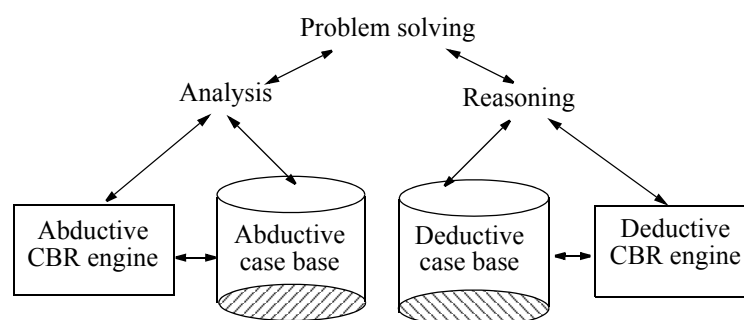 Problem solving
Analysis
Reasoning
Abductive
CBR engine
Abductive
case base
Deductive
case base
Deductive
CBR engine